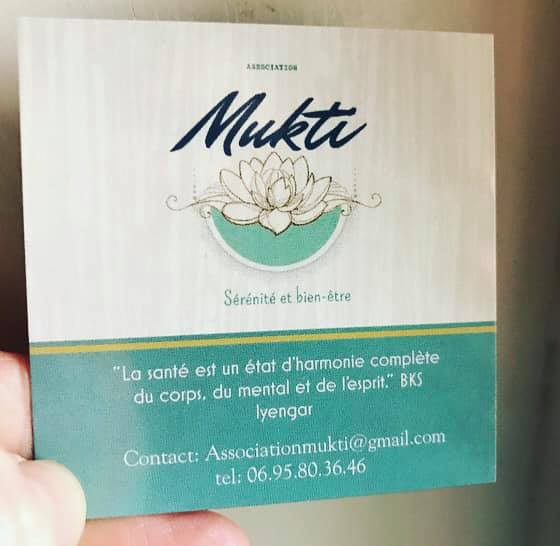 ASSOCIATION
Mukti
Sérénité et bien-être
"La santé est un état d'harmonie complète
du corps, du mental et de l'esprit." BKS
Iyengar
Contact: Associationmukti@gmail.com
tel: 06.95.80.36.46